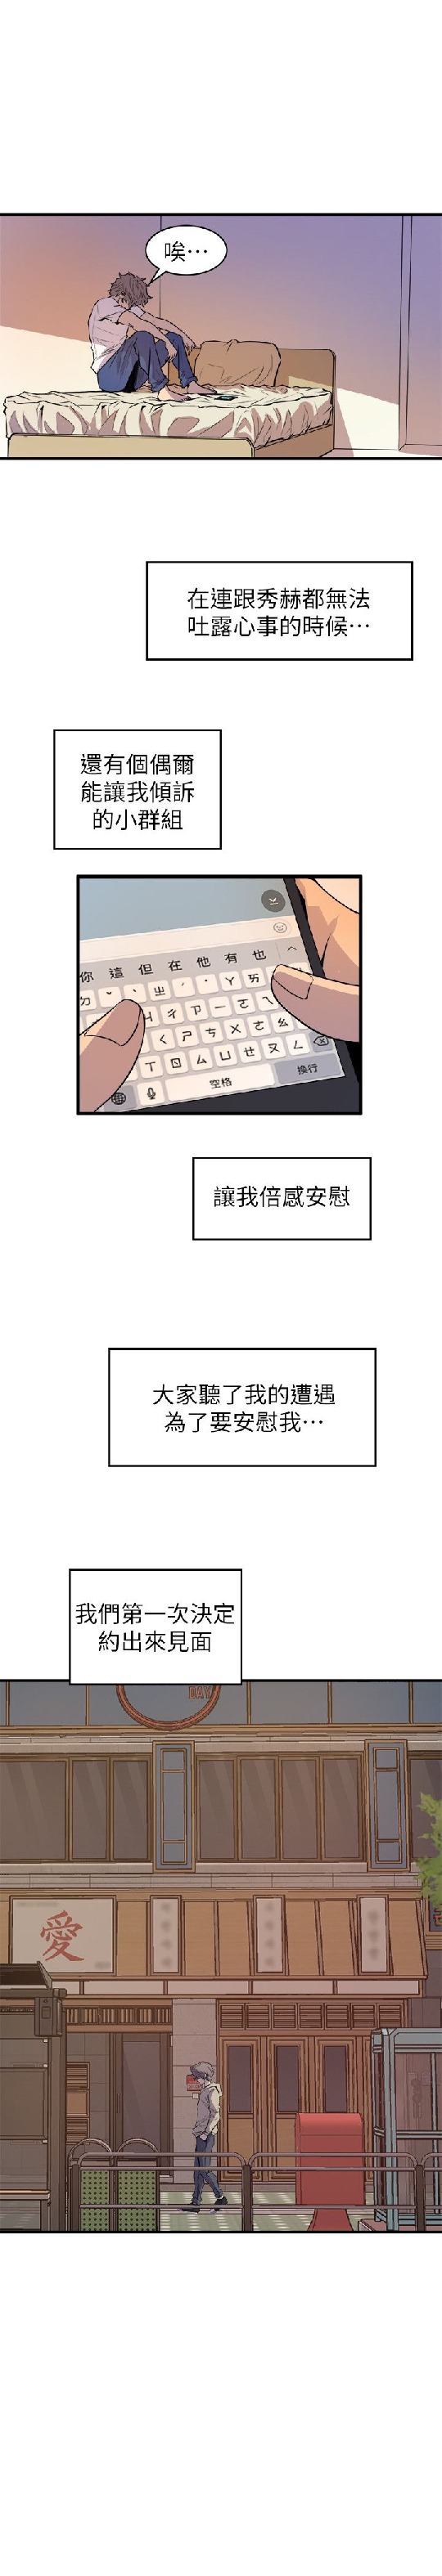 唉⋯
在連跟秀赫都無法
吐露心事的時候⋯
還有個偶爾
能讓我傾訴
的小群組
你 這 但 在 他 有 也
ㄅ ˇ ˋ ㄓ ˊ ˙ ㄚ ㄞ
ㄔ ㄗ ㄧ ㄛ ㄟ
ㄑ ㄕ ㄘ ㄨ ㄜ ㄠ
ㄒ ㄖ ㄙ ㄩ ㄝ ㄡ ㄥ
空格 換行
讓我倍感安慰
大家聽了我的遭遇
為了要安慰我⋯
我們第一次決定
約出來見面
DAY
愛